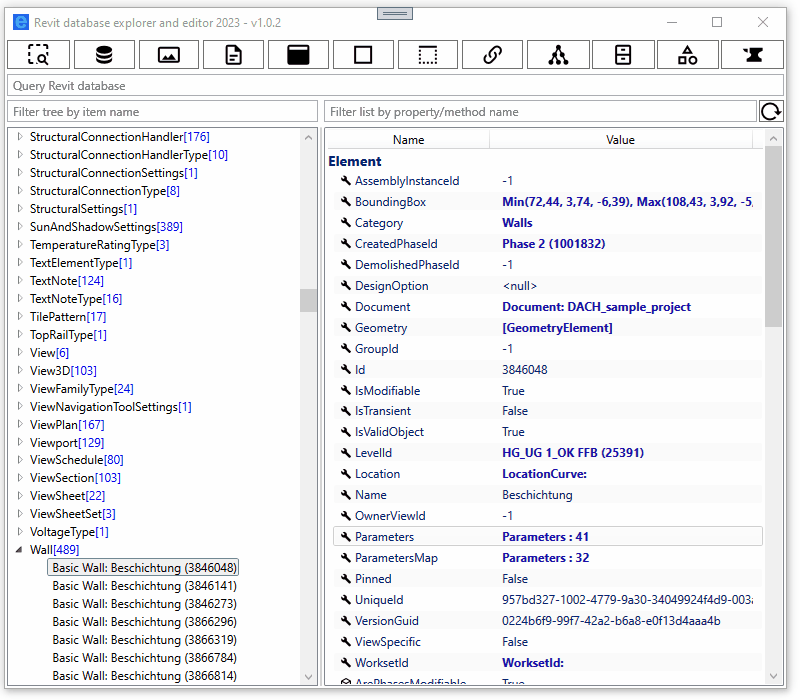 Revit database explorer and editor 2023 - v1.0.2
Query Revit database
Filter tree by item name
Filter list by property/method name
StructuralConnectionHandler[176]
StructuralConnectionHandlerType[10]
StructuralConnectionSettings[1]
StructuralConnectionType[8]
StructuralSettings[1]
SunAndShadowSettings[389]
TemperatureRatingType[3]
TextElementType[1]
TextNote[124]
TextNoteType[16]
TilePattern[17]
TopRailType[1]
View[6]
View3D[103]
ViewFamilyType[24]
ViewNavigationToolSettings[1]
ViewPlan[167]
Viewport[129]
ViewSchedule[80]
ViewSection[103]
ViewSheet[22]
ViewSheetSet[3]
VoltageType[1]
Wall[489]
Basic Wall: Beschichtung (3846048)
Basic Wall: Beschichtung (3846141)
Basic Wall: Beschichtung (3846273)
Basic Wall: Beschichtung (3866296)
Basic Wall: Beschichtung (3866319)
Basic Wall: Beschichtung (3866784)
Basic Wall: Beschichtung (3866814)
Name Value
Element
AssemblyInstanceId -1
BoundingBox Min(72,44, 3,74, -6,39), Max(108,43, 3,92, -5,
Category Walls
CreatedPhaseId Phase 2 (1001832)
DemolishedPhaseId -1
DesignOption <null>
Document Document: DACH_sample_project
Geometry [GeometryElement]
GroupId -1
Id 3846048
IsModifiable True
IsTransient False
IsValidObject True
LevelId HG_UG 1_OK FFB (25391)
Location LocationCurve:
Name Beschichtung
OwnerViewId -1
Parameters Parameters : 41
ParametersMap Parameters : 32
Pinned False
UniqueId 957bd327-1002-4779-9a30-34049924f4d9-003a
VersionGuid 0224b6f9-99f7-42a2-b6a8-e0f13d4aaa4b
ViewSpecific False
WorksetId WorksetId:
ArePhasesModifiable True